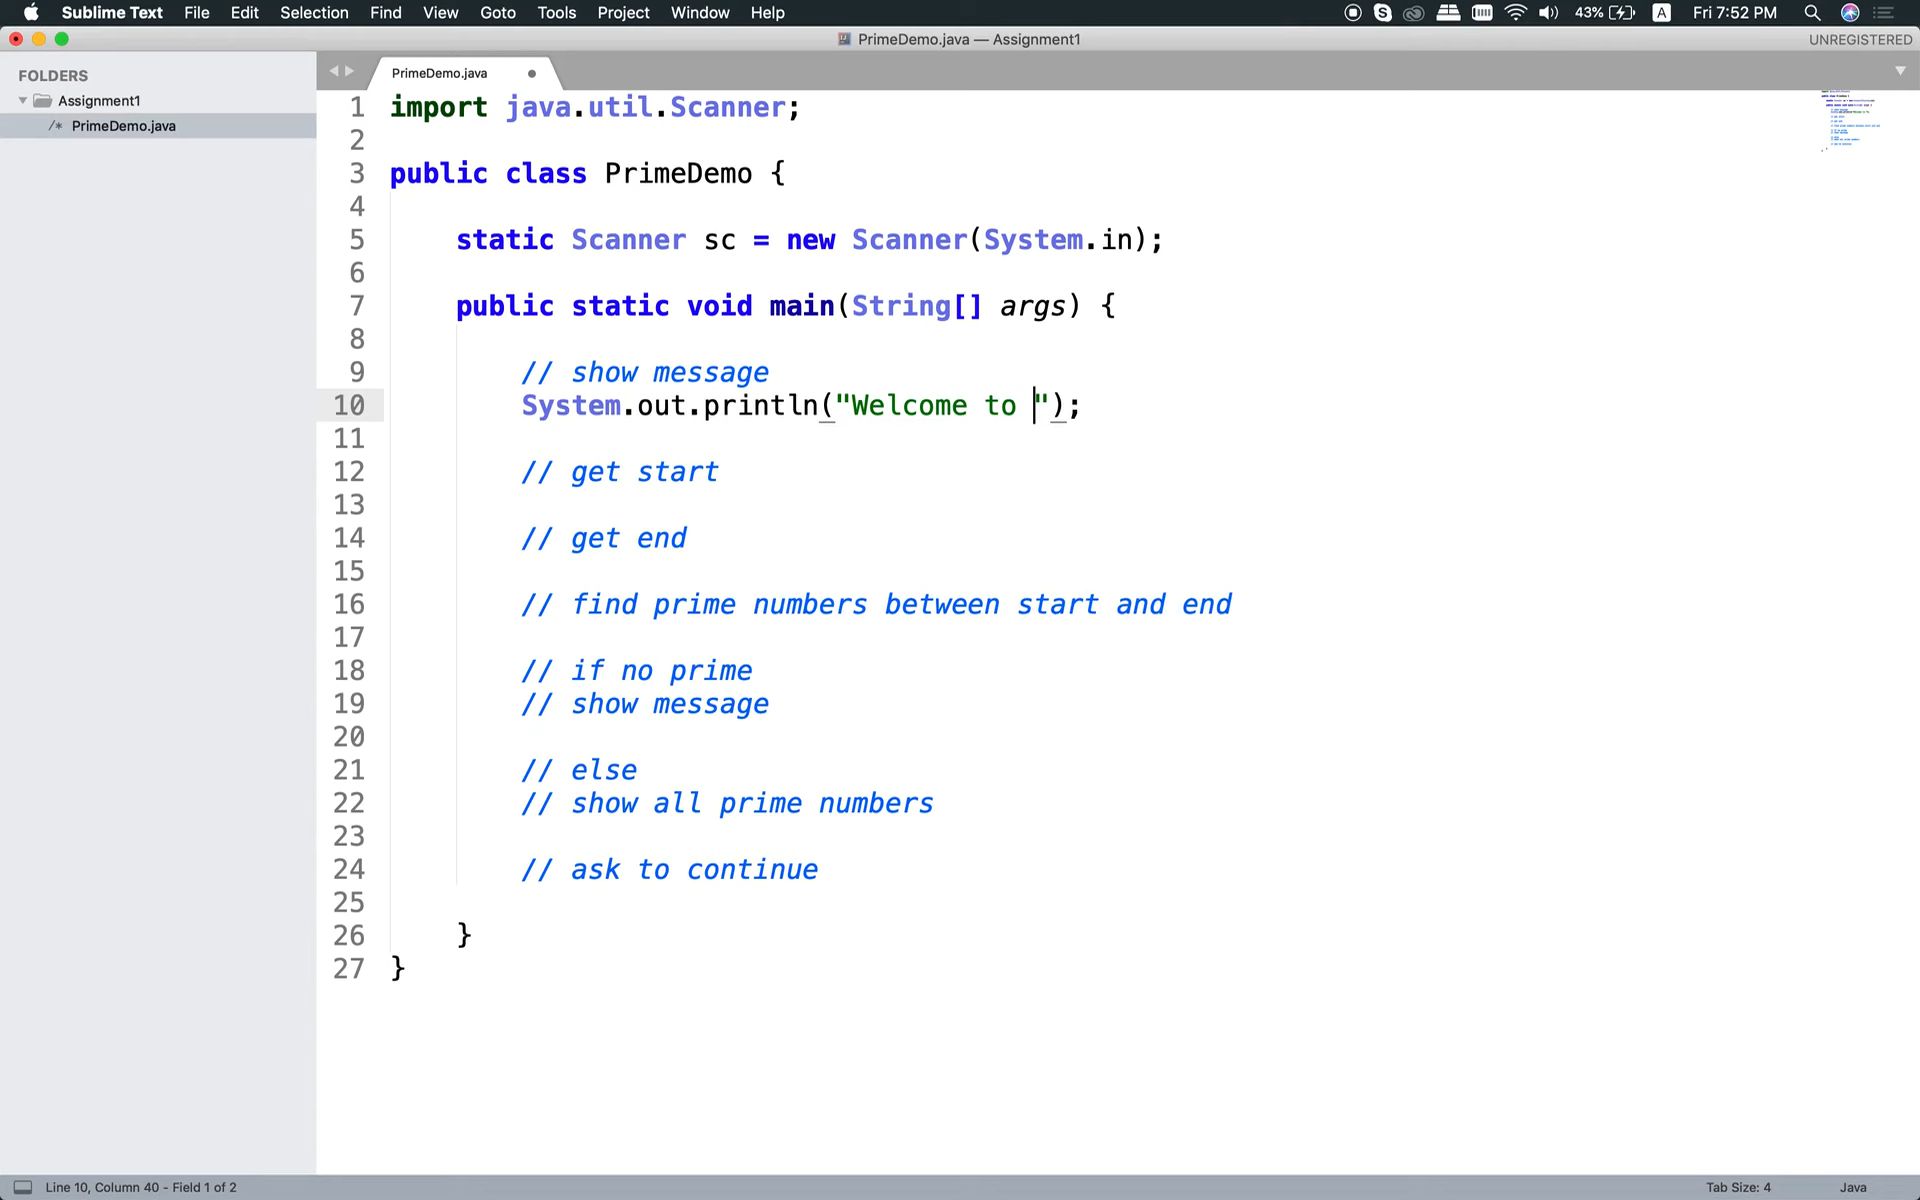 Sublime Text File Edit Selection Find View Goto Tools Project Window Help 43% A Fri 7:52 PM
PrimeDemo.java — Assignment1 UNREGISTERED
FOLDERS
Assignment1
/* PrimeDemo.java
PrimeDemo.java
1 import java.util.Scanner;
2
3 public class PrimeDemo {
4
5 static Scanner sc = new Scanner(System.in);
6
7 public static void main(String[] args) {
8
9 // show message
10 System.out.println("Welcome to ");
11
12 // get start
13
14 // get end
15
16 // find prime numbers between start and end
17
18 // if no prime
19 // show message
20
21 // else
22 // show all prime numbers
23
24 // ask to continue
25
26 }
27 }
Line 10, Column 40 - Field 1 of 2 Tab Size: 4 Java